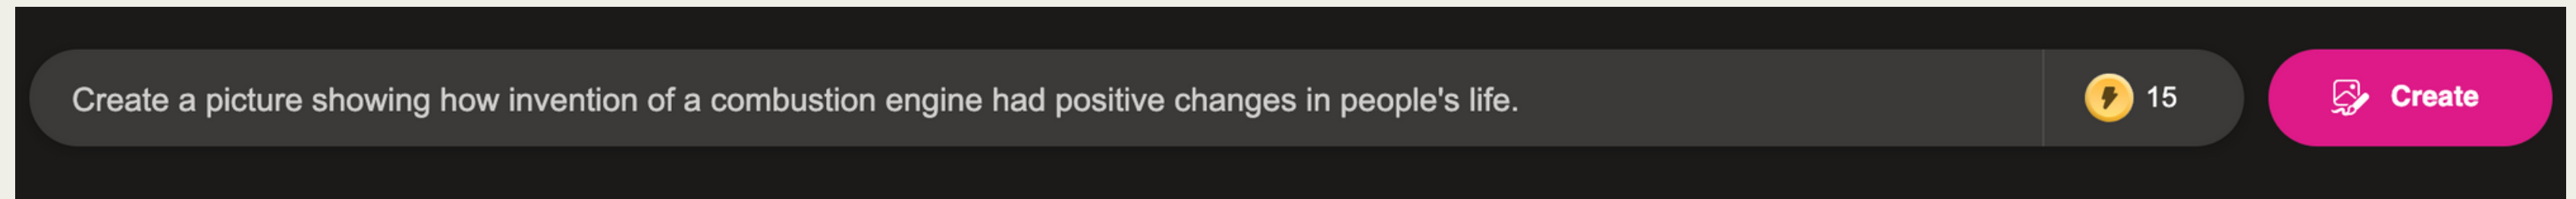 Create a picture showing how invention of a combustion engine had positive changes in people's life. 15 Create